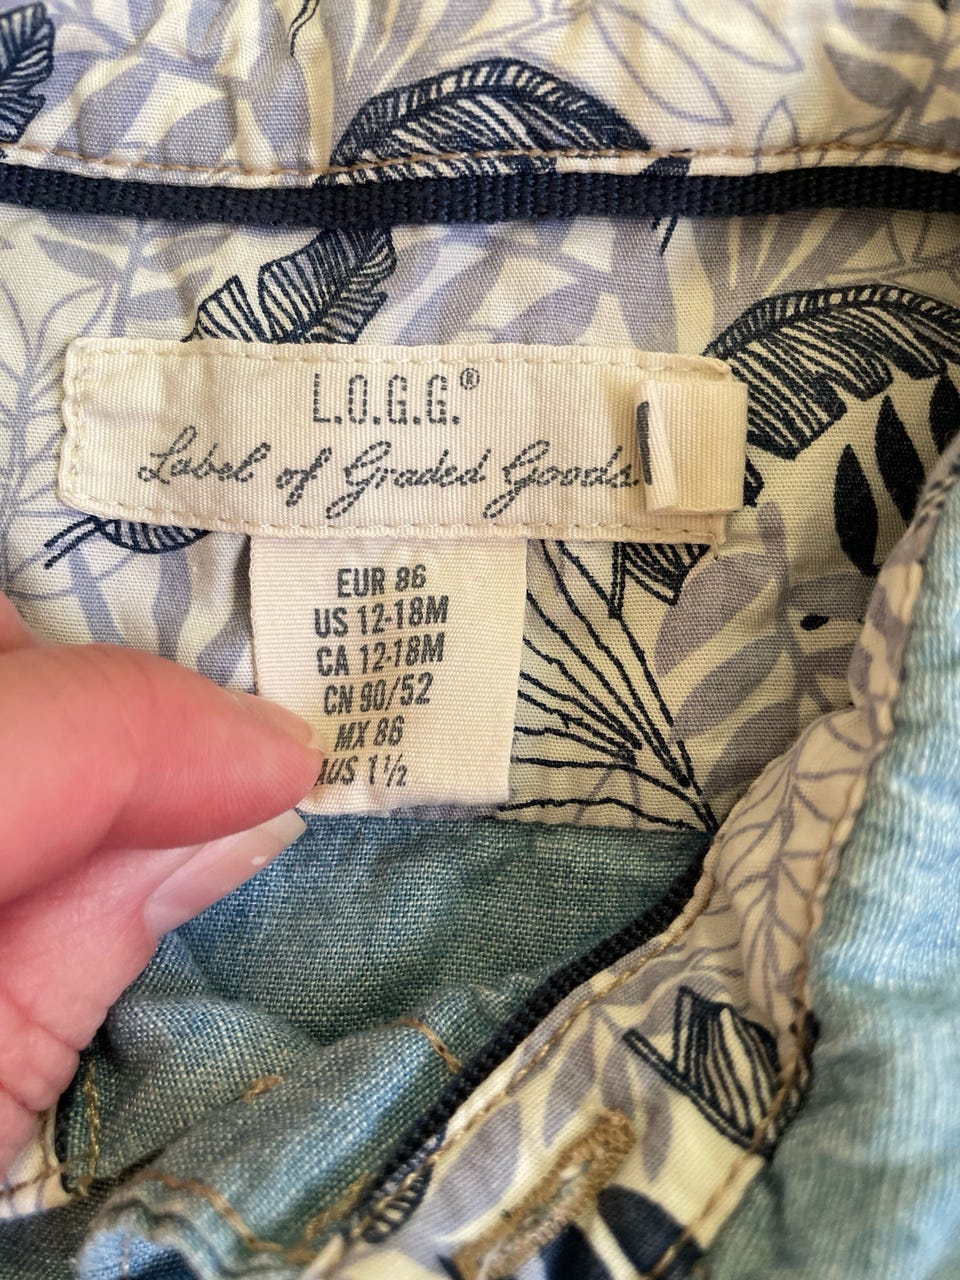 L.O.G.G.®
Label of Graded Goods
EUR 86
US 12-18M
CA 12-18M
CN 90/52
MX 86
AUS 1½